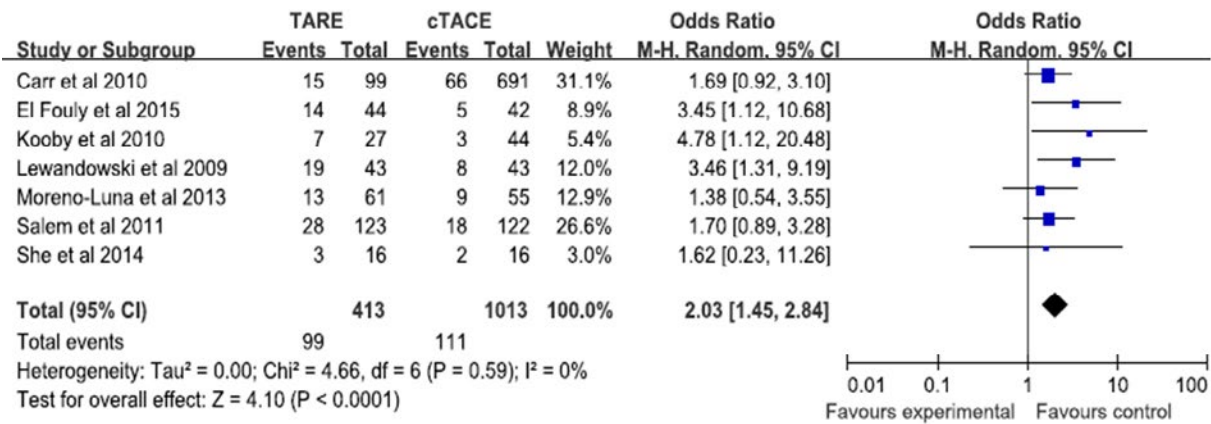 TARE cTACE Odds Ratio Odds Ratio
Study or Subgroup Events Total Events Total Weight M-H, Random, 95% CI M-H, Random, 95% CI
Carr et al 2010 15 99 66 691 31.1% 1.69 [0.92, 3.10]
El Fouly et al 2015 14 44 5 42 8.9% 3.45 [1.12, 10.68]
Kooby et al 2010 7 27 3 44 5.4% 4.78 [1.12, 20.48]
Lewandowski et al 2009 19 43 8 43 12.0% 3.46 [1.31, 9.19]
Moreno-Luna et al 2013 13 61 9 55 12.9% 1.38 [0.54, 3.55]
Salem et al 2011 28 123 18 122 26.6% 1.70 [0.89, 3.28]
She et al 2014 3 16 2 16 3.0% 1.62 [0.23, 11.26]
Total (95% CI) 413 1013 100.0% 2.03 [1.45, 2.84]
Total events 99 111
Heterogeneity: Tau² = 0.00; Chi² = 4.66, df = 6 (P = 0.59); I² = 0%
Test for overall effect: Z = 4.10 (P < 0.0001)
0.01 0.1 1 10 100
Favours experimental Favours control